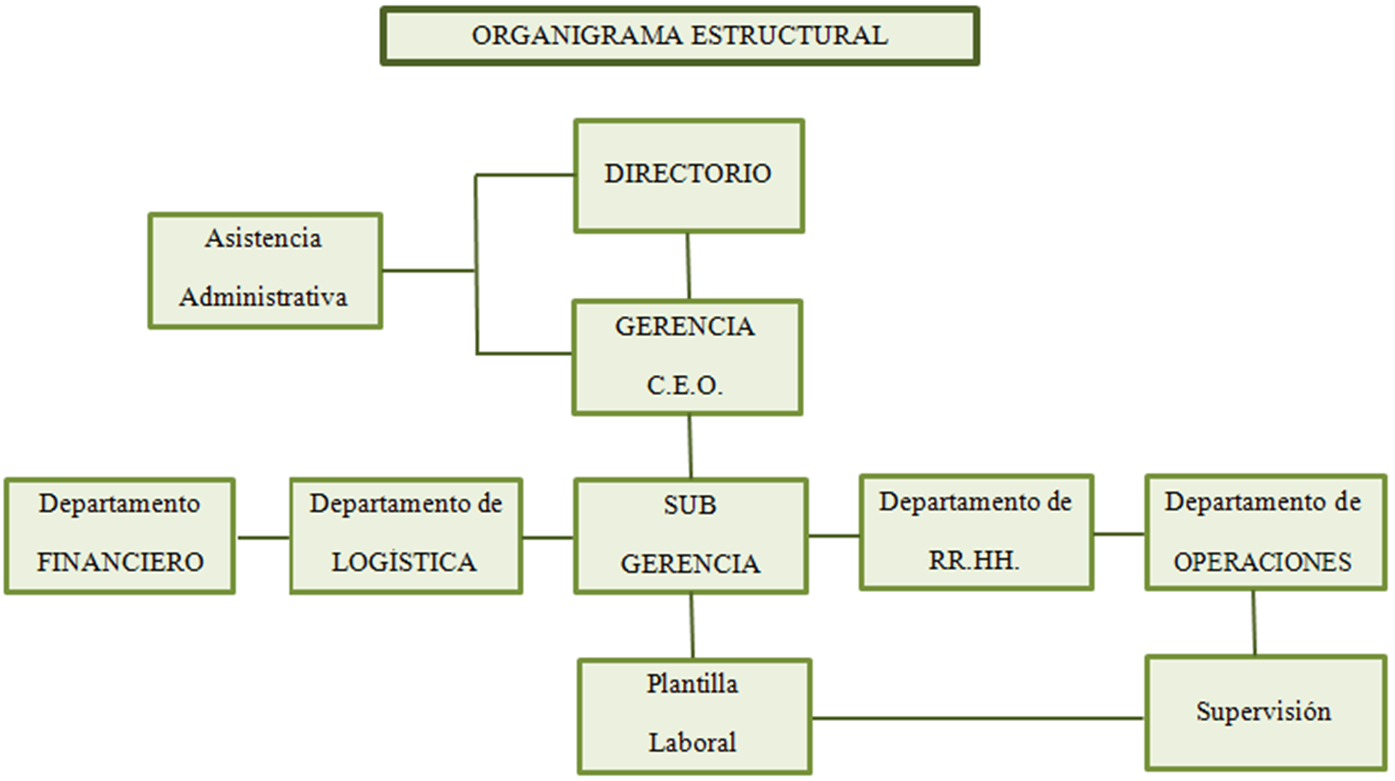 ORGANIGRAMA ESTRUCTURAL
DIRECTORIO
Asistencia
Administrativa
GERENCIA
C.E.O.
Departamento
FINANCIERO
Departamento de
LOGÍSTICA
SUB
GERENCIA
Departamento de
RR.HH.
Departamento de
OPERACIONES
Plantilla
Laboral
Supervisión